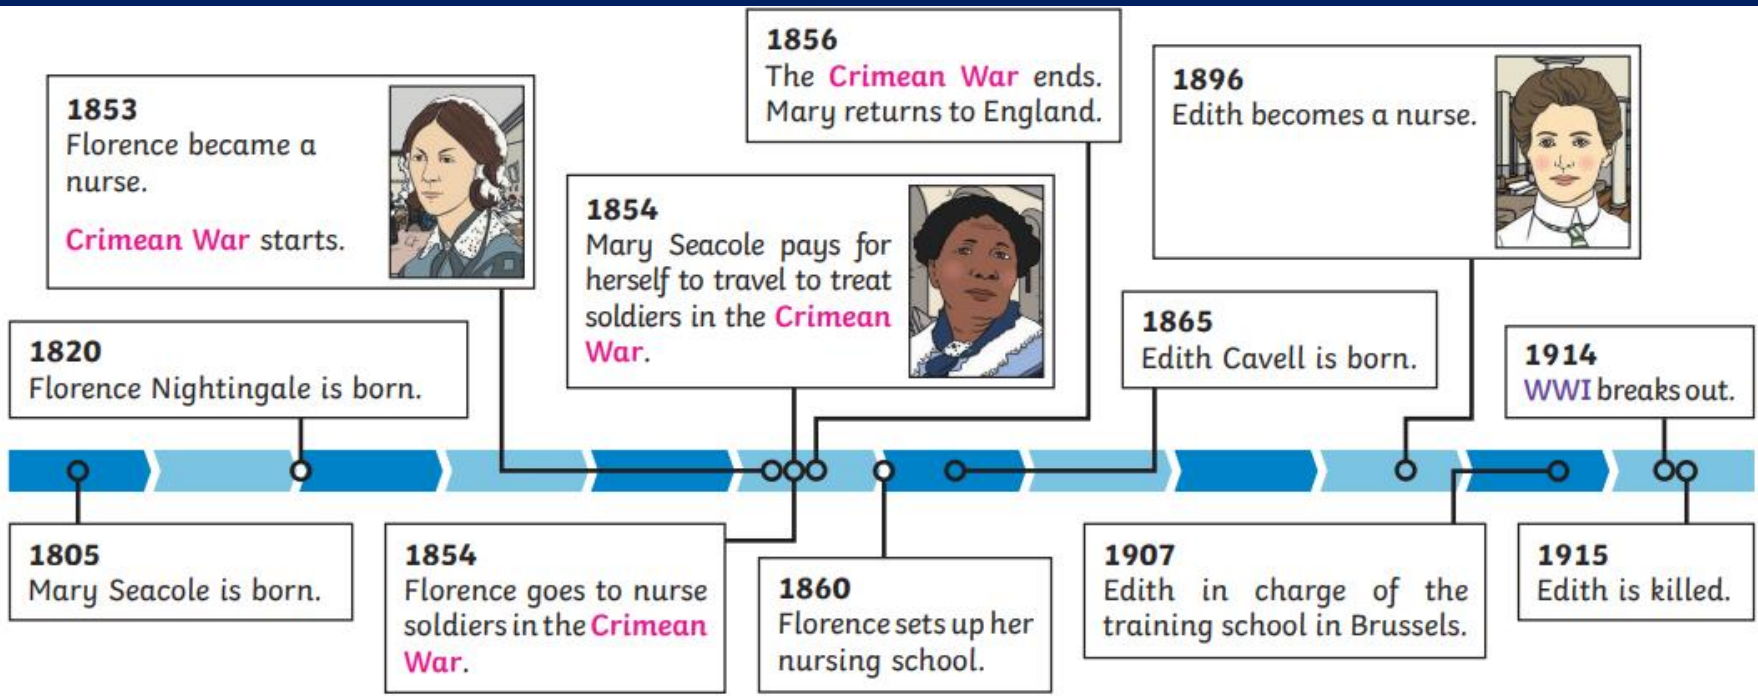 1853
Florence became a
nurse.
Crimean War starts.
1820
Florence Nightingale is born.
1854
Mary Seacole pays for
herself to travel to treat
soldiers in the Crimean
War.
1856
The Crimean War ends.
Mary returns to England.
1896
Edith becomes a nurse.
1865
Edith Cavell is born.
1914
WWI breaks out.
1805
Mary Seacole is born.
1854
Florence goes to nurse
soldiers in the Crimean
War.
1860
Florence sets up her
nursing school.
1907
Edith in charge of the
training school in Brussels.
1915
Edith is killed.